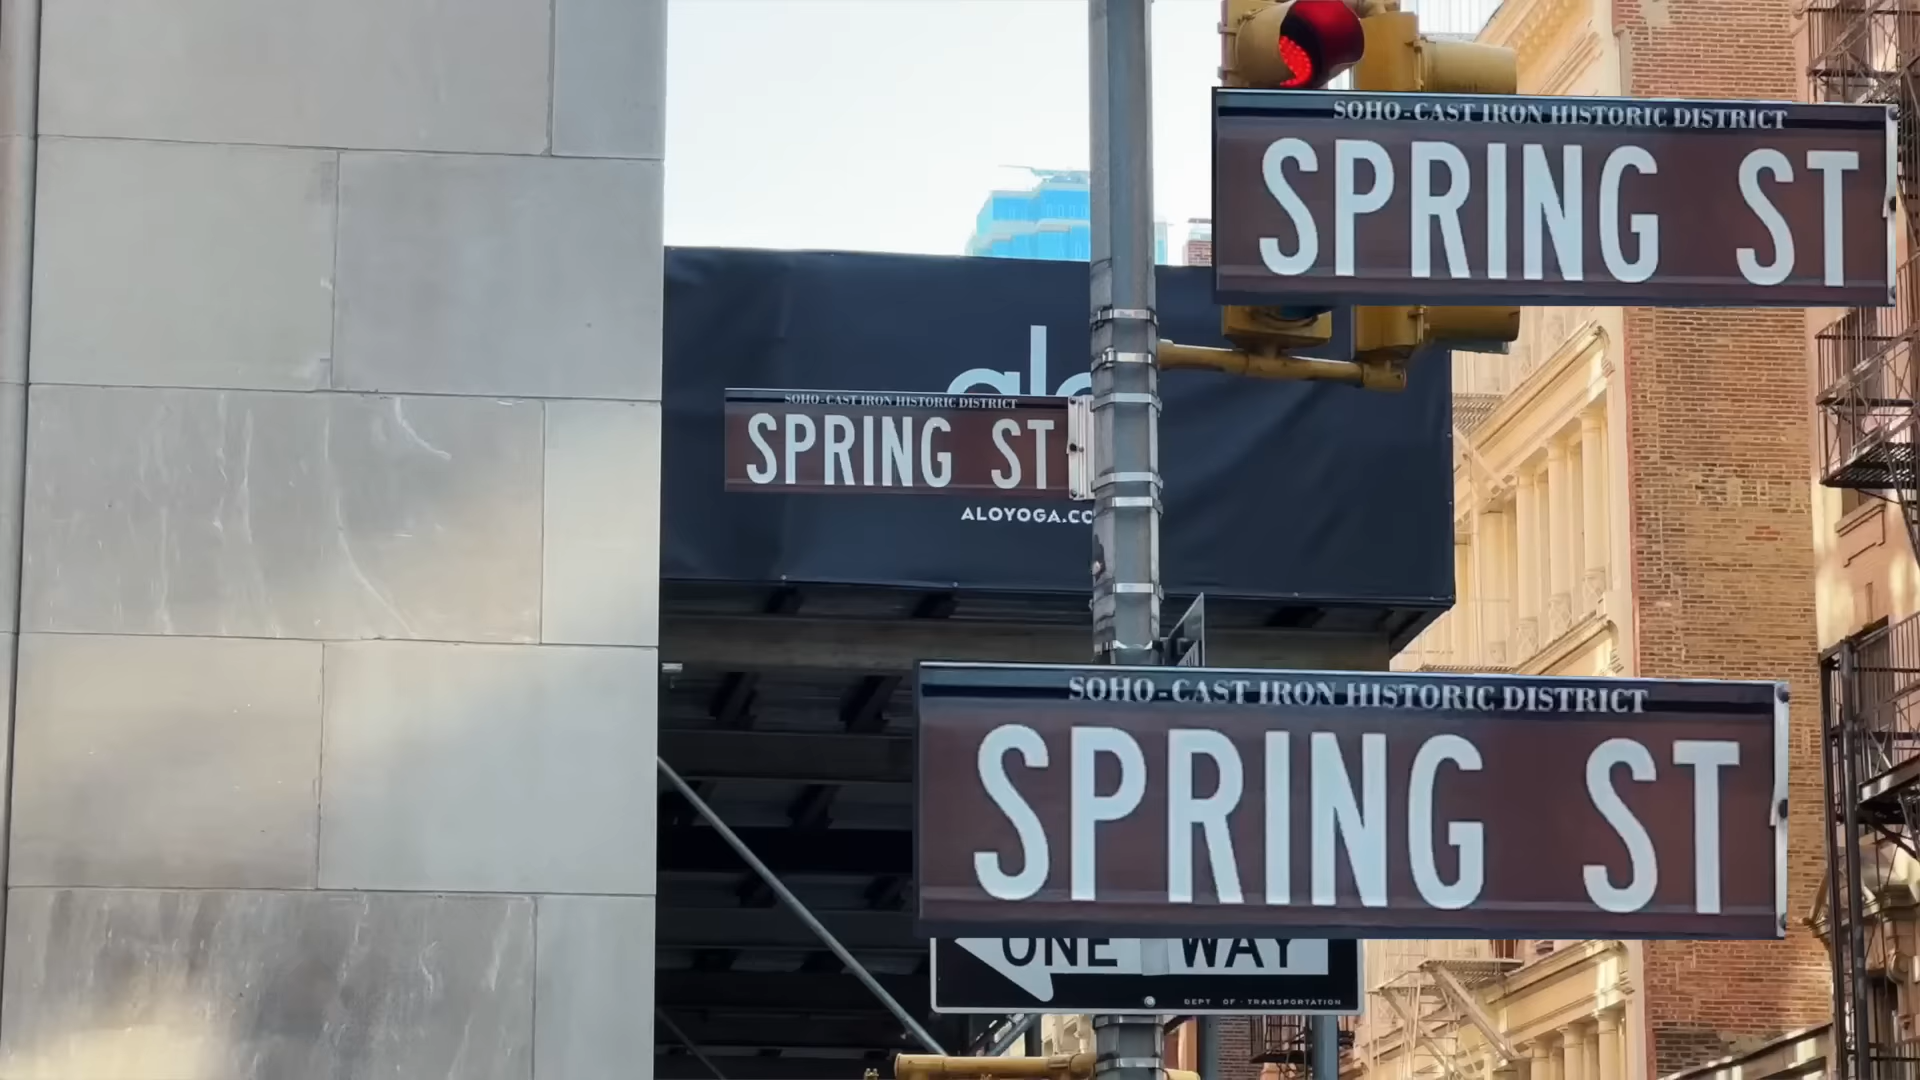 SOHO-CAST IRON HISTORIC DISTRICT
SPRING ST
SOHO-CAST IRON HISTORIC DISTRICT
SPRING ST
ALOYOGA.CO
SOHO-CAST IRON HISTORIC DISTRICT
SPRING ST
ONE WAY
DEPT OF TRANSPORTATION